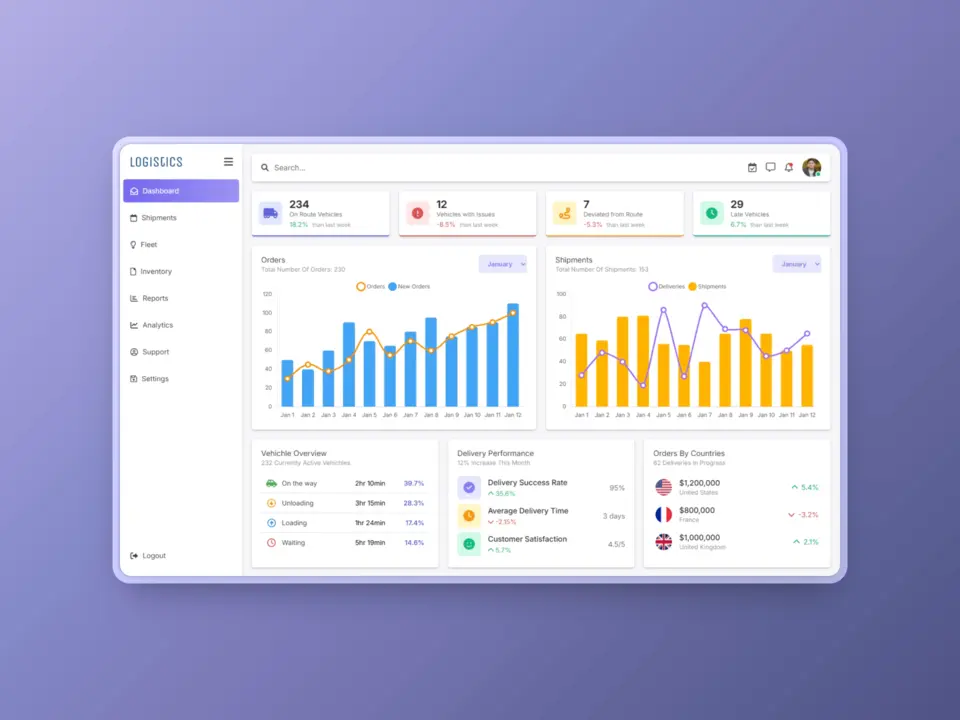 LOGISTICS
Dashboard
Shipments
Fleet
Inventory
Reports
Analytics
Support
Settings
Logout
Search...
234
On Route Vehicles
18.2% than last week
12
Vehicles with Issues
-8.5% than last week
7
Deviated from Route
-5.3% than last week
29
Late Vehicles
6.7% than last week
Orders
Total Number Of Orders: 230
January
Orders New Orders
120
100
80
60
40
20
0
Jan 1 Jan 2 Jan 3 Jan 4 Jan 5 Jan 6 Jan 7 Jan 8 Jan 9 Jan 10 Jan 11 Jan 12
Shipments
Total Number Of Shipments: 193
January
Deliveries Shipments
100
80
60
40
20
0
Jan 1 Jan 2 Jan 3 Jan 4 Jan 5 Jan 6 Jan 7 Jan 8 Jan 9 Jan 10 Jan 11 Jan 12
Vehichle Overview
232 Currently Active Vehichles
On the way 2hr 10min 39.7%
Unloading 3hr 15min 28.3%
Loading 1hr 24min 17.4%
Waiting 5hr 19min 14.6%
Delivery Performance
12% Increase This Month
Delivery Success Rate
35.6%
95%
Average Delivery Time
-2.15%
3 days
Customer Satisfaction
5.7%
4.5/5
Orders By Countries
62 Deliveries In Progress
$1,200,000
United States
5.4%
$800,000
France
-3.2%
$1,000,000
United Kingdom
2.1%